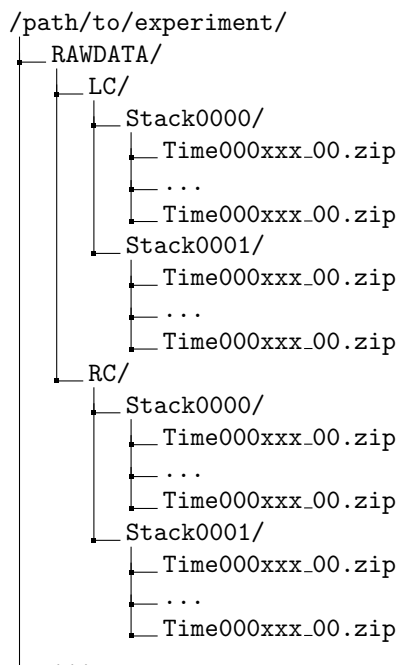 /path/to/experiment/
RAWDATA/
LC/
Stack0000/
Time000xxx_00.zip
...
Time000xxx_00.zip
Stack0001/
Time000xxx_00.zip
...
Time000xxx_00.zip
RC/
Stack0000/
Time000xxx_00.zip
...
Time000xxx_00.zip
Stack0001/
Time000xxx_00.zip
...
Time000xxx_00.zip
...